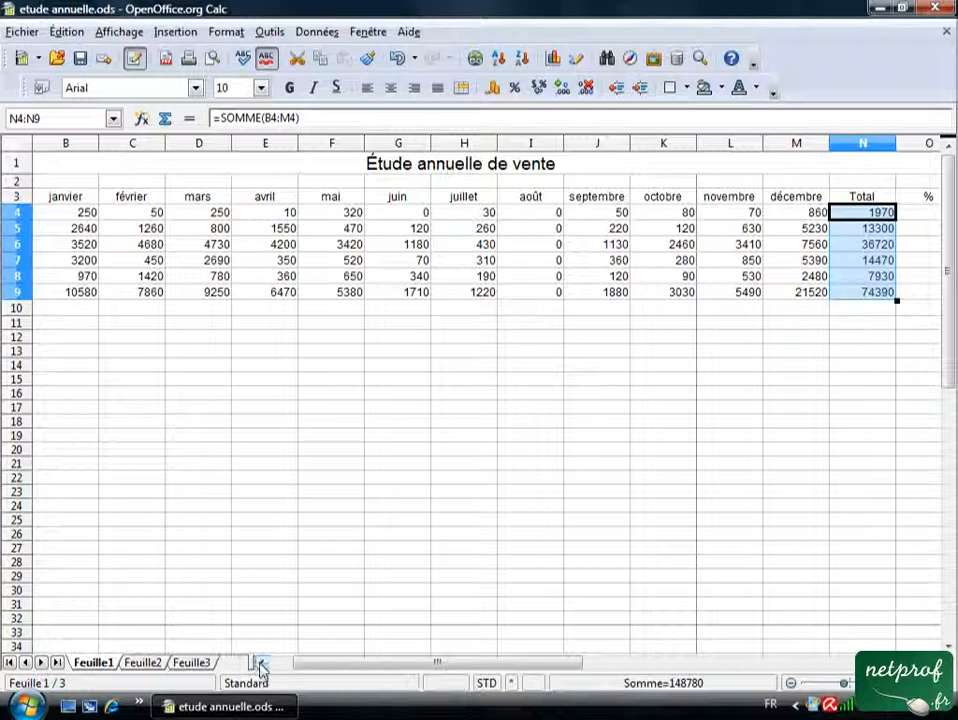 etude annuelle.ods - OpenOffice.org Calc
Fichier Édition Affichage Insertion Format Outils Données Fenêtre Aide
Arial 10 G I S
N4:N9 =SOMME(B4:M4)
B C D E F G H I J K L M N O
1 Étude annuelle de vente
2
3 janvier février mars avril mai juin juillet août septembre octobre novembre décembre Total %
4 250 50 250 10 320 0 30 0 50 80 70 860 1970
5 2640 1260 800 1550 470 120 260 0 220 120 630 5230 13300
6 3520 4680 4730 4200 3420 1180 430 0 1130 2460 3410 7560 36720
7 3200 450 2690 350 520 70 310 0 360 280 850 5390 14470
8 970 1420 780 360 650 340 190 0 120 90 530 2480 7930
9 10580 7860 9250 6470 5380 1710 1220 0 1880 3030 5490 21520 74390
10
11
12
13
14
15
16
17
18
19
20
21
22
23
24
25
26
27
28
29
30
31
32
33
34
Feuille1 Feuille2 Feuille3
Feuille 1 / 3 Standard STD * Somme=148780
etude annuelle.ods ... FR
netprof
.fr